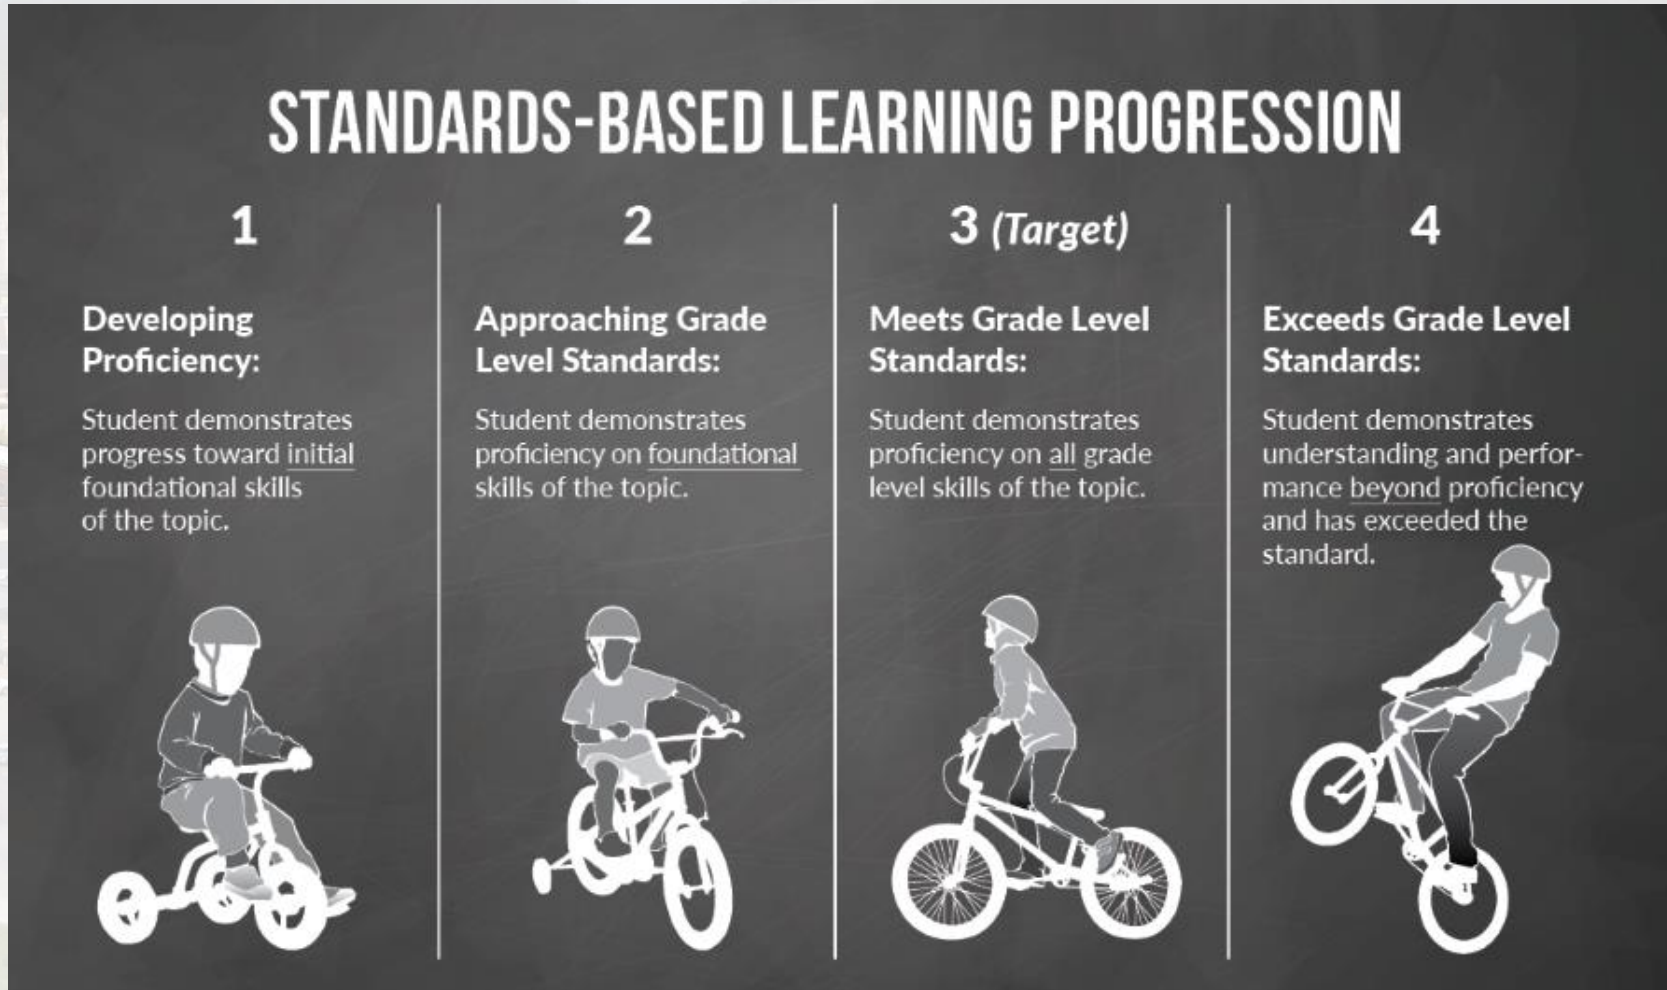 STANDARDS-BASED LEARNING PROGRESSION
1
Developing
Proficiency:
Student demonstrates
progress toward initial
foundational skills
of the topic.
2
Approaching Grade
Level Standards:
Student demonstrates
proficiency on foundational
skills of the topic.
3 (Target)
Meets Grade Level
Standards:
Student demonstrates
proficiency on all grade
level skills of the topic.
4
Exceeds Grade Level
Standards:
Student demonstrates
understanding and perfor-
mance beyond proficiency
and has exceeded the
standard.